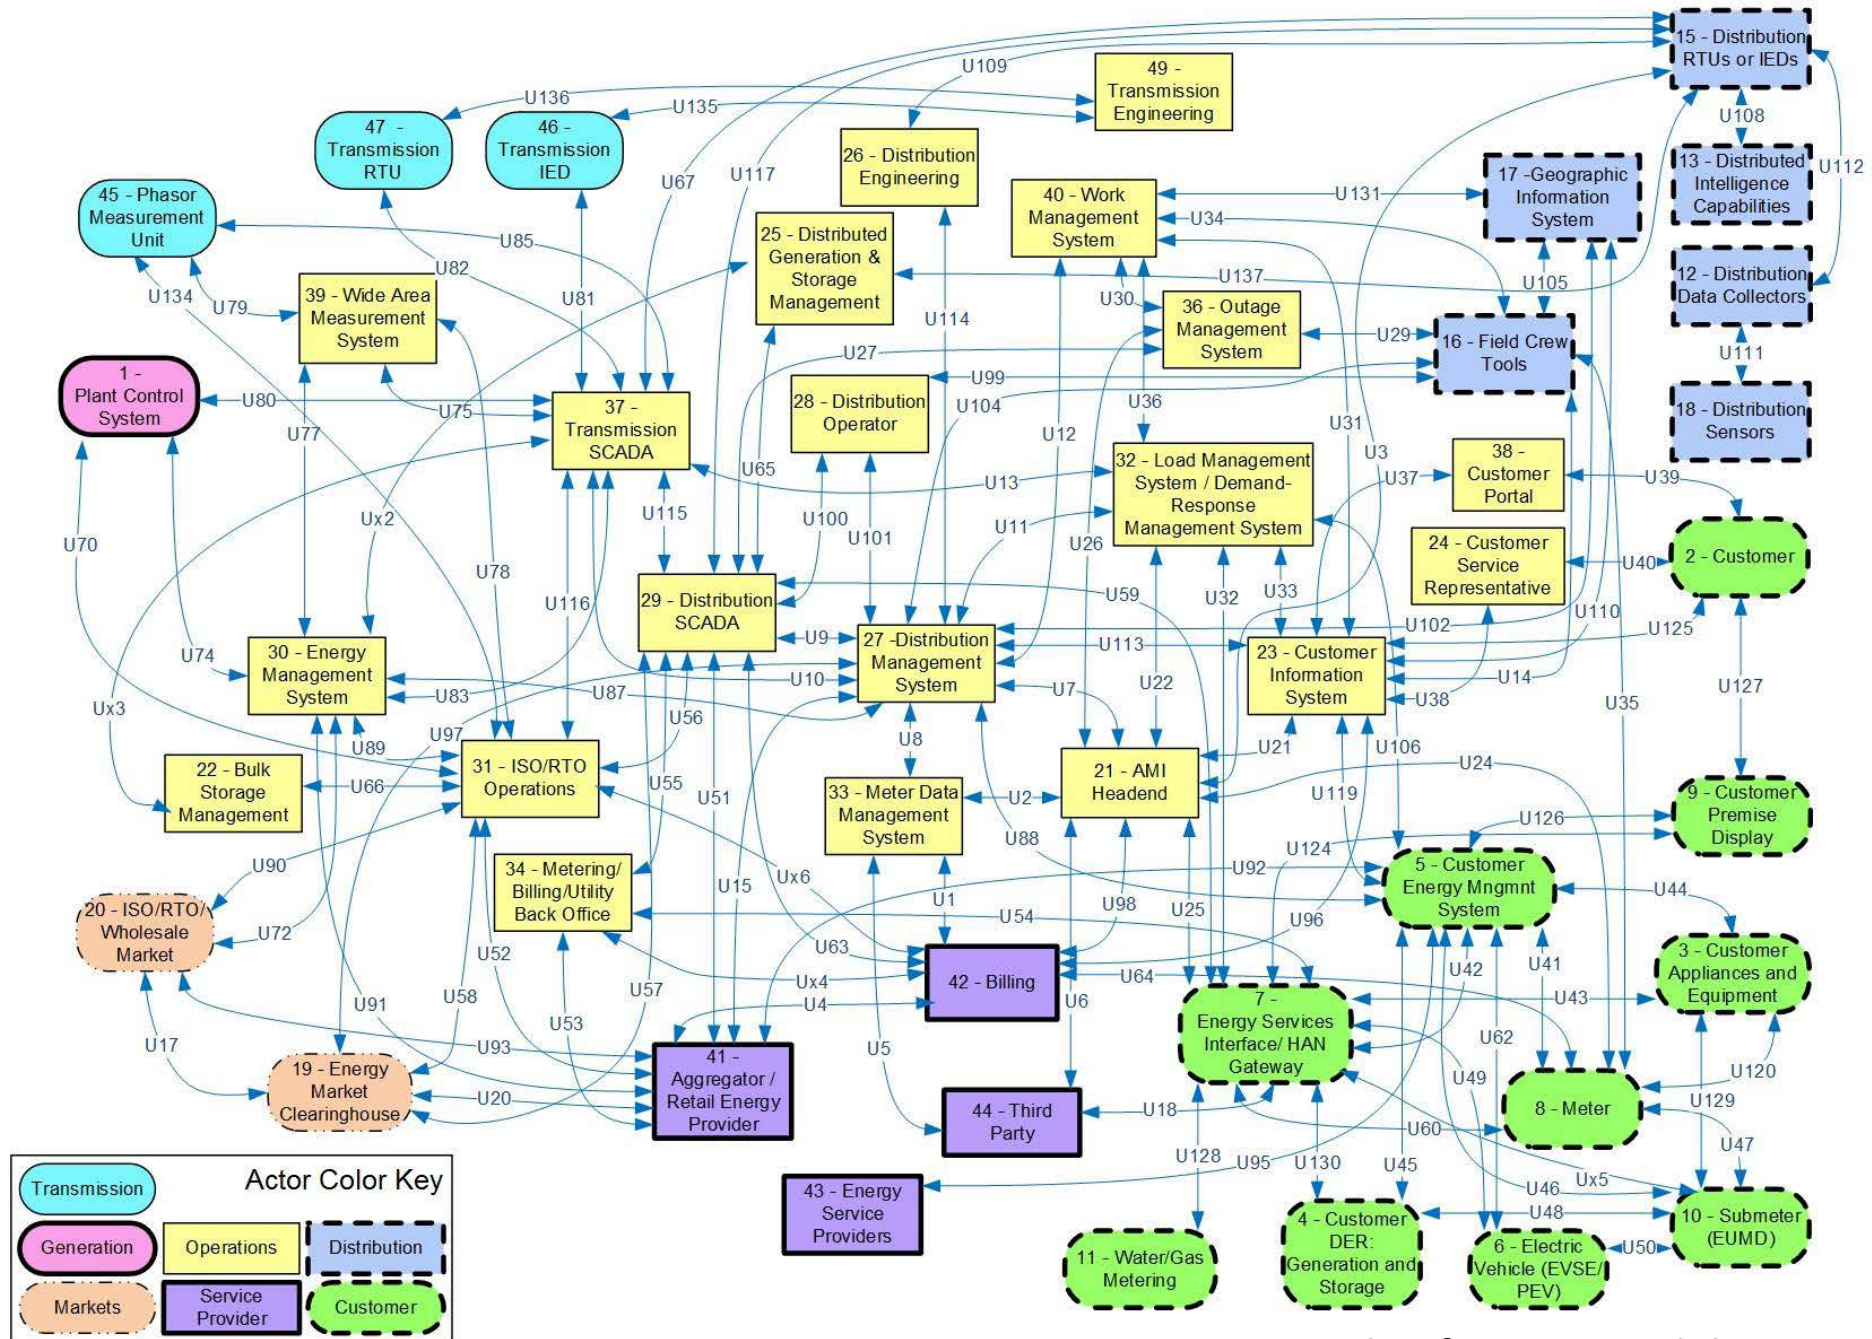 15 - Distribution
RTUs or IEDs
U109
49 -
Transmission
Engineering
U136
U135
U108
47 -
Transmission
RTU
46 -
Transmission
IED
26 - Distribution
Engineering
13 - Distributed
Intelligence
Capabilities
U112
U67
U117
17 -Geographic
Information
System
45 - Phasor
Measurement
Unit
40 - Work
Management
System
U131
U34
U85
25 - Distributed
Generation &
Storage
Management
U82
U137
U105
12 - Distribution
Data Collectors
U134
U79
39 - Wide Area
Measurement
System
U81
U114
U30
36 - Outage
Management
System
U29
16 - Field Crew
Tools
U111
U27
1 -
Plant Control
System
U80
U75
U99
U104
28 - Distribution
Operator
U36
18 - Distribution
Sensors
37 -
Transmission
SCADA
U77
U12
U31
U3
38 -
Customer
Portal
U65
U13
32 - Load Management
System / Demand-
Response
Management System
U37
U39
U115
Ux2
U100
U101
U11
U26
24 - Customer
Service
Representative
2 - Customer
U40
U70
U78
U116
29 - Distribution
SCADA
U59
U32
U33
U110
U102
U125
U9
27 -Distribution
Management
System
U113
23 - Customer
Information
System
U74
30 - Energy
Management
System
U83
U87
U10
U7
U22
U14
U38
U35
U127
Ux3
U97
U89
U56
U8
U21
U106
22 - Bulk
Storage
Management
U66
31 - ISO/RTO
Operations
U55
U51
33 - Meter Data
Management
System
U2
21 - AMI
Headend
U119
U24
9 - Customer
Premise
Display
U126
U124
U88
U90
34 - Metering/
Billing/Utility
Back Office
U15
Ux6
U1
U98
U25
U92
5 - Customer
Energy Mngmnt
System
U44
20 - ISO/RTO/
Wholesale
Market
U72
U52
U54
U96
U63
Ux4
42 - Billing
U64
U6
U42
U41
3 - Customer
Appliances and
Equipment
U91
U58
U57
U4
7 -
Energy Services
Interface/ HAN
Gateway
U43
U17
U93
U53
U5
U62
19 - Energy
Market
Clearinghouse
U20
41 -
Aggregator /
Retail Energy
Provider
44 - Third
Party
U18
U49
U60
8 - Meter
U120
U129
U47
U128
U95
U130
U45
U46
Ux5
U48
43 - Energy
Service
Providers
11 - Water/Gas
Metering
4 - Customer
DER:
Generation and
Storage
6 - Electric
Vehicle (EVSE/
PEV)
U50
10 - Submeter
(EUMD)
Actor Color Key
Transmission
Generation
Operations
Distribution
Markets
Service
Provider
Customer